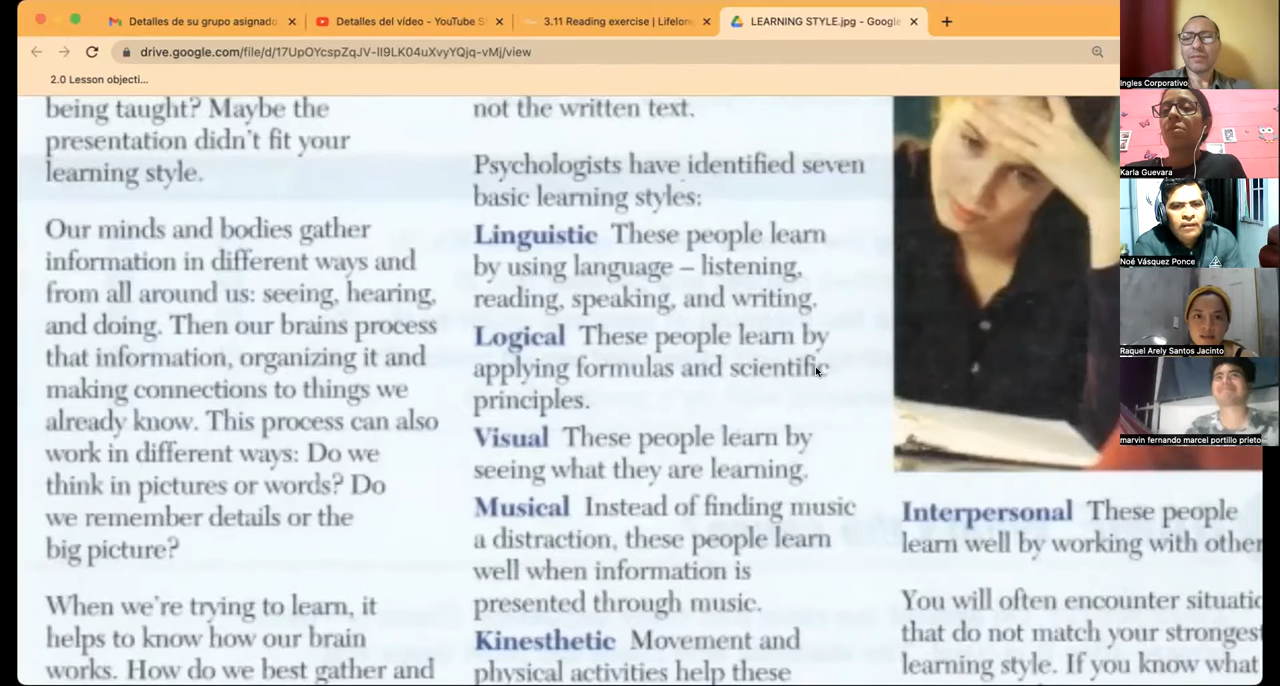 Detalles de su grupo asignado
Detalles del vídeo - YouTube S
3.11 Reading exercise | Lifelon
LEARNING STYLE.jpg - Google
drive.google.com/file/d/17UpOYcspZqJV-lI9LK04uXvyYQjq-vMj/view
2.0 Lesson objecti...
being taught? Maybe the
presentation didn't fit your
learning style.
Our minds and bodies gather
information in different ways and
from all around us: seeing, hearing,
and doing. Then our brains process
that information, organizing it and
making connections to things we
already know. This process can also
work in different ways: Do we
think in pictures or words? Do
we remember details or the
big picture?
When we're trying to learn, it
helps to know how our brain
works. How do we best gather and
not the written text.
Psychologists have identified seven
basic learning styles:
Linguistic These people learn
by using language – listening,
reading, speaking, and writing.
Logical These people learn by
applying formulas and scientific
principles.
Visual These people learn by
seeing what they are learning.
Musical Instead of finding music
a distraction, these people learn
well when information is
presented through music.
Kinesthetic Movement and
physical activities help these
Interpersonal These people
learn well by working with other
You will often encounter situatio
that do not match your strongest
learning style. If you know what
Ingles Corporativo
Karla Guevara
Noé Vásquez Ponce
Raquel Arely Santos Jacinto
marvin fernando marcel portillo prieto